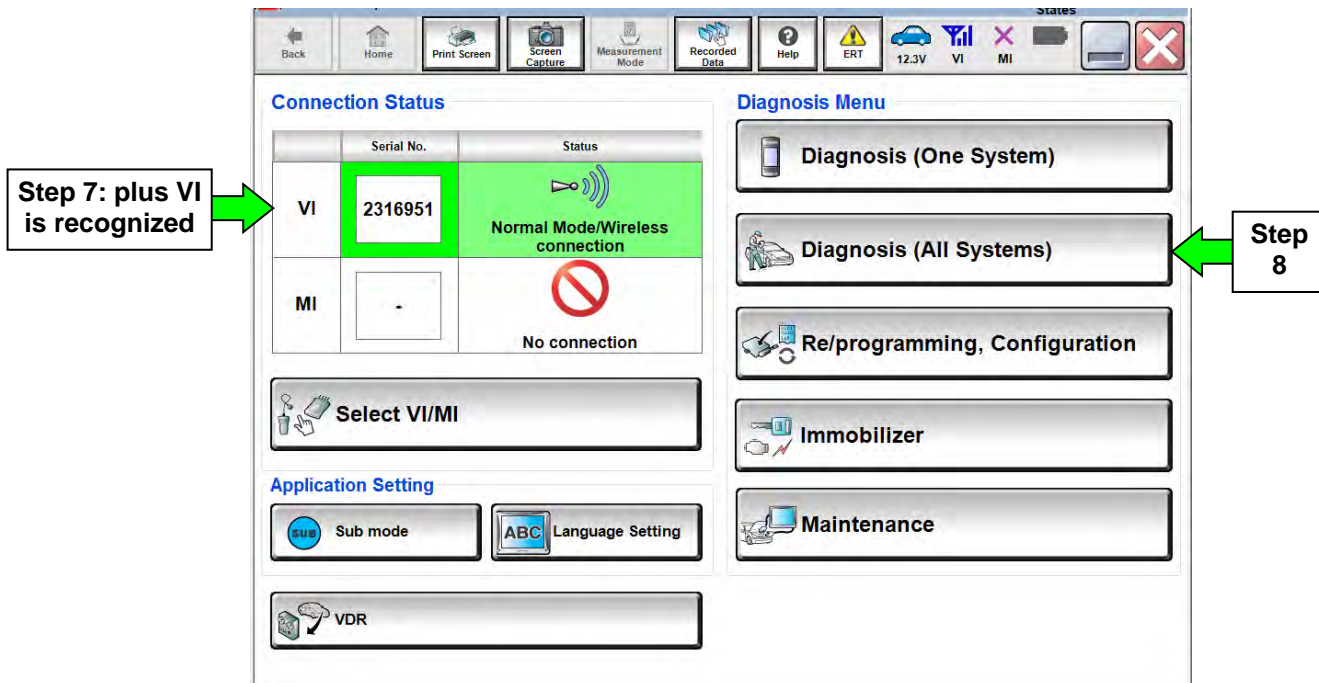 States
Back
Home
Print Screen
Screen
Capture
Measurement
Mode
Recorded
Data
Help
ERT
12.3V
VI
MI
Connection Status
Serial No.
Status
VI
2316951
Normal Mode/Wireless
connection
MI
-
No connection
Select VI/MI
Application Setting
SUB
Sub mode
ABC
Language Setting
VDR
Diagnosis Menu
Diagnosis (One System)
Diagnosis (All Systems)
Re/programming, Configuration
Immobilizer
Maintenance
Step 7: plus VI
is recognized
Step
8